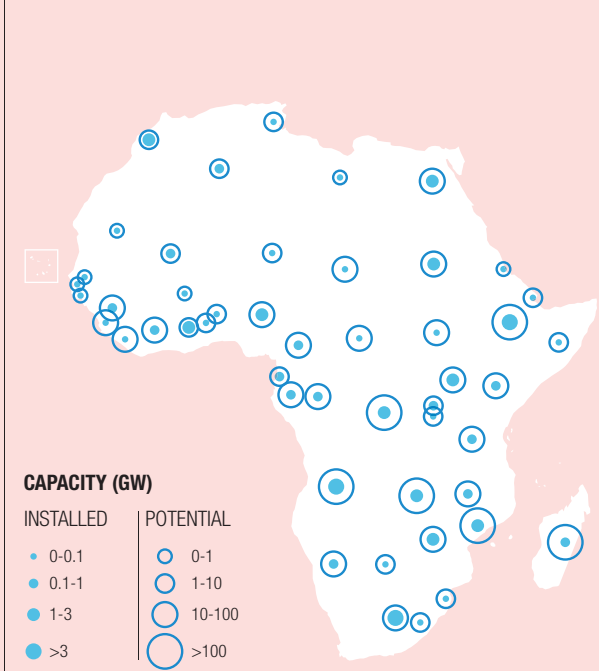 CAPACITY (GW)
INSTALLED
0-0.1
0.1-1
1-3
>3
POTENTIAL
0-1
1-10
10-100
>100